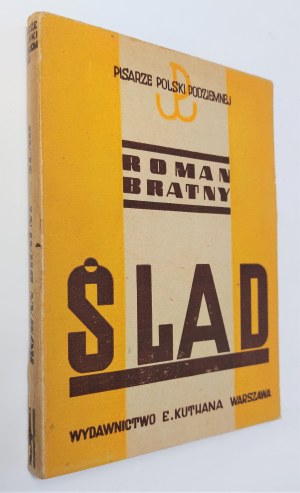 PISARZE POLSKI PODZIEMNEJ
ROMAN
BRATNY
ŚLAD
WYDAWNICTWO E. KUTHANA WARSZAWA